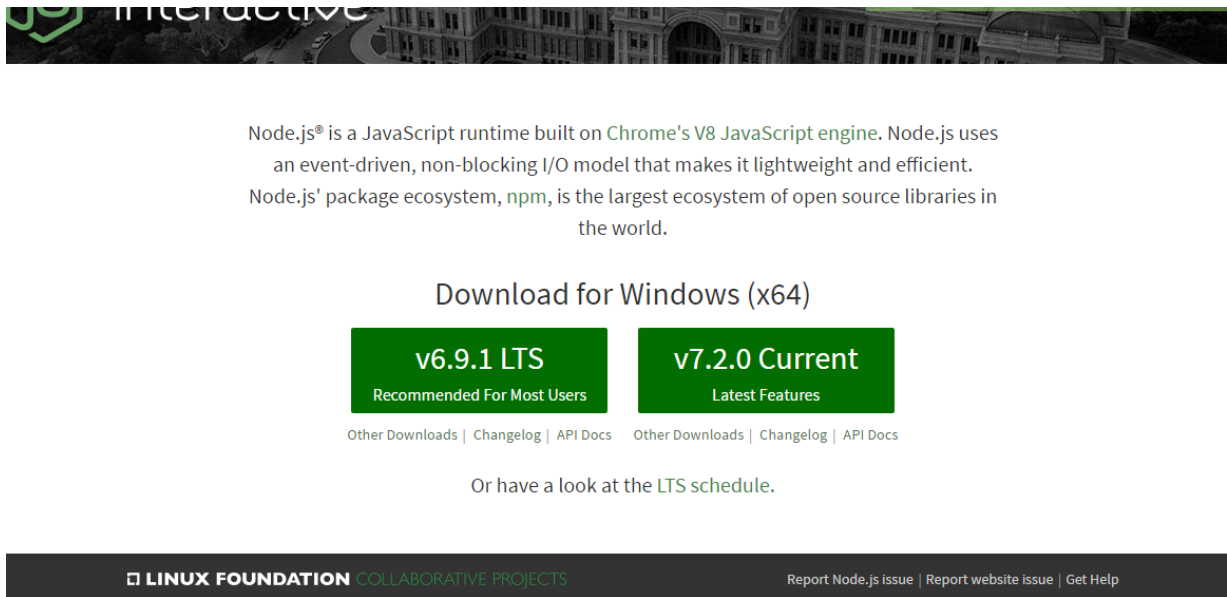 interactive
Node.js® is a JavaScript runtime built on Chrome's V8 JavaScript engine. Node.js uses
an event-driven, non-blocking I/O model that makes it lightweight and efficient.
Node.js' package ecosystem, npm, is the largest ecosystem of open source libraries in
the world.
Download for Windows (x64)
v6.9.1 LTS
Recommended For Most Users
v7.2.0 Current
Latest Features
Other Downloads | Changelog | API Docs
Other Downloads | Changelog | API Docs
Or have a look at the LTS schedule.
LINUX FOUNDATION COLLABORATIVE PROJECTS
Report Node.js issue | Report website issue | Get Help